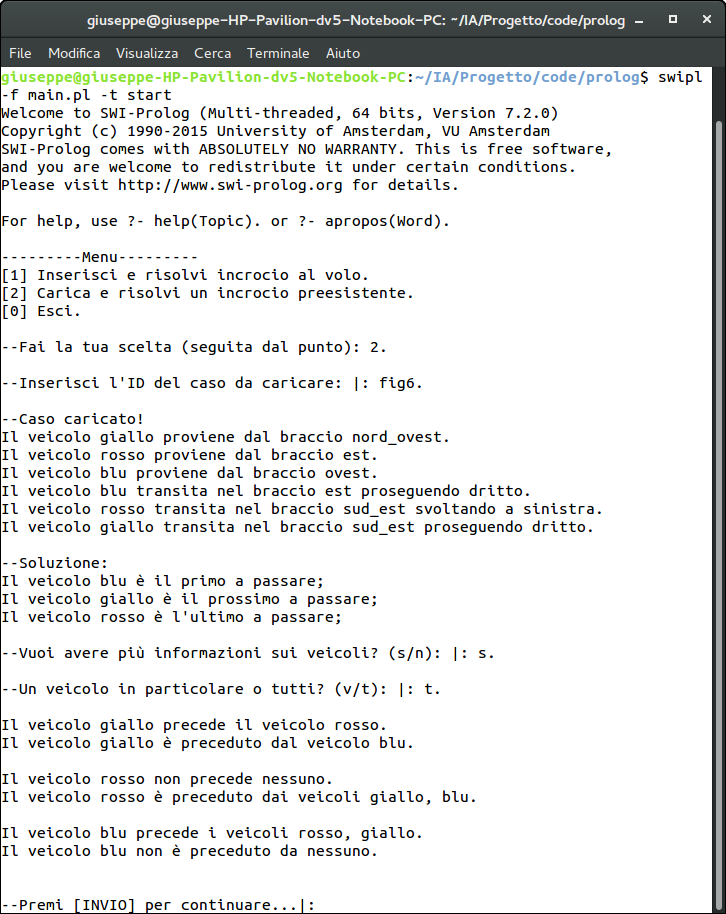 giuseppe@giuseppe-HP-Pavilion-dv5-Notebook-PC: ~/IA/Progetto/code/prolog
File Modifica Visualizza Cerca Terminale Aiuto
giuseppe@giuseppe-HP-Pavilion-dv5-Notebook-PC:~/IA/Progetto/code/prolog$ swipl
-f main.pl -t start
Welcome to SWI-Prolog (Multi-threaded, 64 bits, Version 7.2.0)
Copyright (c) 1990-2015 University of Amsterdam, VU Amsterdam
SWI-Prolog comes with ABSOLUTELY NO WARRANTY. This is free software,
and you are welcome to redistribute it under certain conditions.
Please visit http://www.swi-prolog.org for details.

For help, use ?- help(Topic). or ?- apropos(Word).

---------Menu---------
[1] Inserisci e risolvi incrocio al volo.
[2] Carica e risolvi un incrocio preesistente.
[0] Esci.

--Fai la tua scelta (seguita dal punto): 2.

--Inserisci l'ID del caso da caricare: |: fig6.

--Caso caricato!
Il veicolo giallo proviene dal braccio nord_ovest.
Il veicolo rosso proviene dal braccio est.
Il veicolo blu proviene dal braccio ovest.
Il veicolo blu transita nel braccio est proseguendo dritto.
Il veicolo rosso transita nel braccio sud_est svoltando a sinistra.
Il veicolo giallo transita nel braccio sud_est proseguendo dritto.

--Soluzione:
Il veicolo blu è il primo a passare;
Il veicolo giallo è il prossimo a passare;
Il veicolo rosso è l'ultimo a passare;

--Vuoi avere più informazioni sui veicoli? (s/n): |: s.

--Un veicolo in particolare o tutti? (v/t): |: t.

Il veicolo giallo precede il veicolo rosso.
Il veicolo giallo è preceduto dal veicolo blu.

Il veicolo rosso non precede nessuno.
Il veicolo rosso è preceduto dai veicoli giallo, blu.

Il veicolo blu precede i veicoli rosso, giallo.
Il veicolo blu non è preceduto da nessuno.

--Premi [INVIO] per continuare...|: